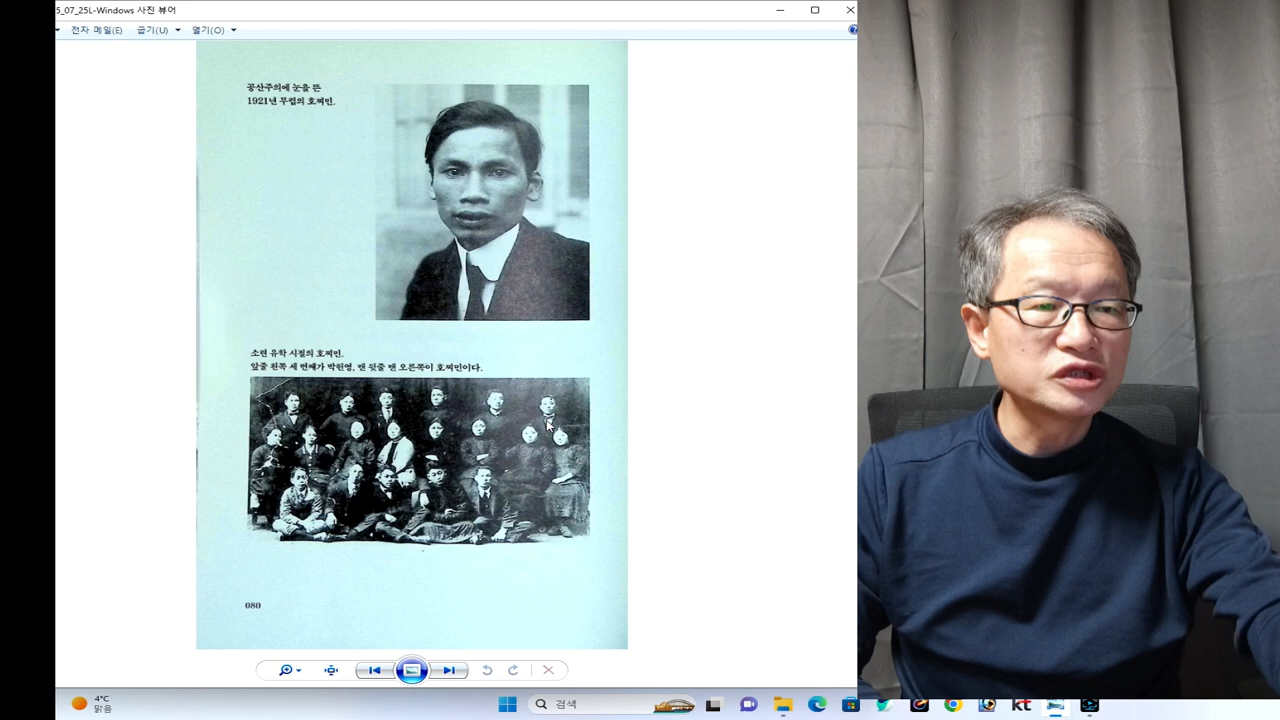 5_07_25L-Windows 사진 뷰어
전자 메일(E) 굽기(U) 열기(O)
공산주의에 눈을 뜬
1921년 무렵의 호찌민.
소련 유학 시절의 호찌민.
앞줄 왼쪽 세 번째가 박헌영, 맨 뒷줄 맨 오른쪽이 호찌민이다.
080
4°C
맑음
검색
kt